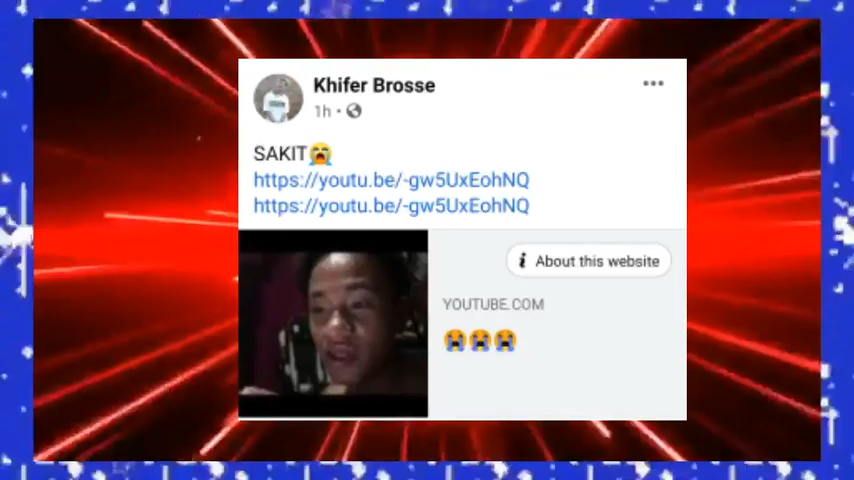 Khifer Brosse
1h
SAKIT😭
https://youtu.be/-gw5UxEohNQ
https://youtu.be/-gw5UxEohNQ
About this website
YOUTUBE.COM
😭😭😭